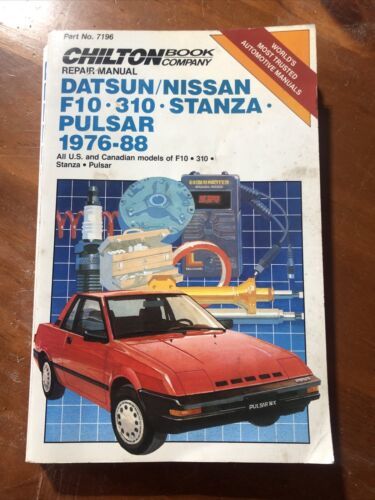 Part No. 7196
CHILTON BOOK COMPANY
REPAIR MANUAL
WORLD'S
MOST TRUSTED
AUTOMOTIVE MANUALS
DATSUN/NISSAN
F10 • 310 • STANZA •
PULSAR
1976-88
All U.S. and Canadian models of F10 • 310 •
Stanza • Pulsar
PULSAR NX